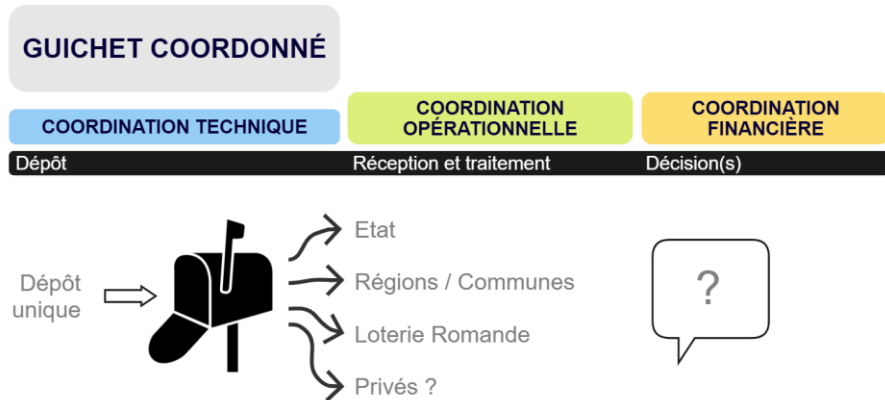 GUICHET COORDONNÉ
COORDINATION TECHNIQUE
COORDINATION
OPÉRATIONNELLE
COORDINATION
FINANCIÈRE
Dépôt
Réception et traitement
Décision(s)
Dépôt
unique
Etat
Régions / Communes
Loterie Romande
Privés ?
?